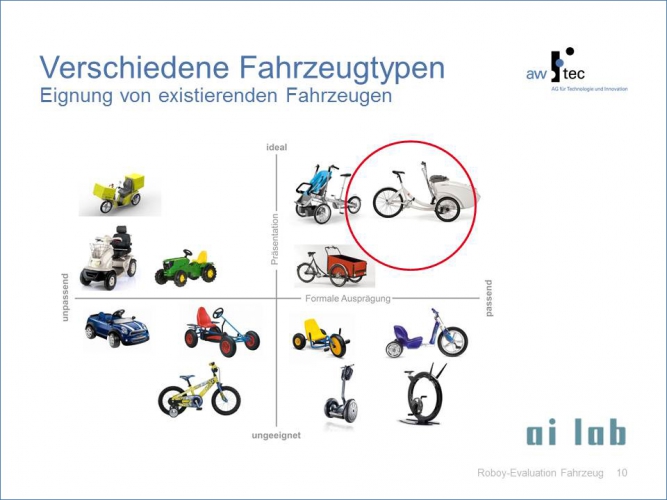 Verschiedene Fahrzeugtypen
Eignung von existierenden Fahrzeugen
aw tec
AG für Technologie und Innovation
ideal
Präsentation
unpassend
Formale Ausprägung
passend
ungeeignet
ai lab
Roboy-Evaluation Fahrzeug 10